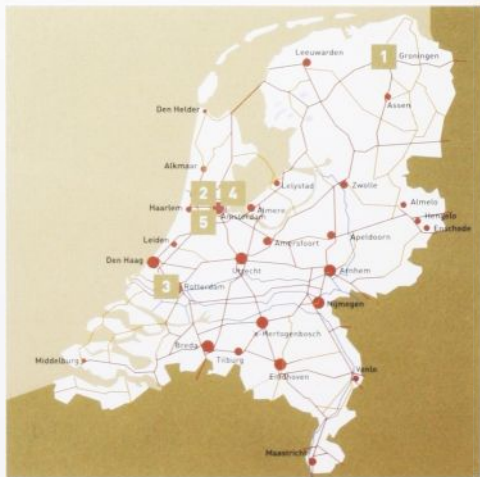 Leeuwarden
1 Groningen
Assen
Den Helder
Alkmaar
2 4
Lelystad
Zwolle
Haarlem
Amsterdam
Almere
Almelo
Hengelo
Enschede
5
Leiden
Amersfoort
Apeldoorn
Den Haag
Utrecht
Arnhem
3 Rotterdam
Nijmegen
s-Hertogenbosch
Breda
Tilburg
Middelburg
Eindhoven
Venlo
Maastricht